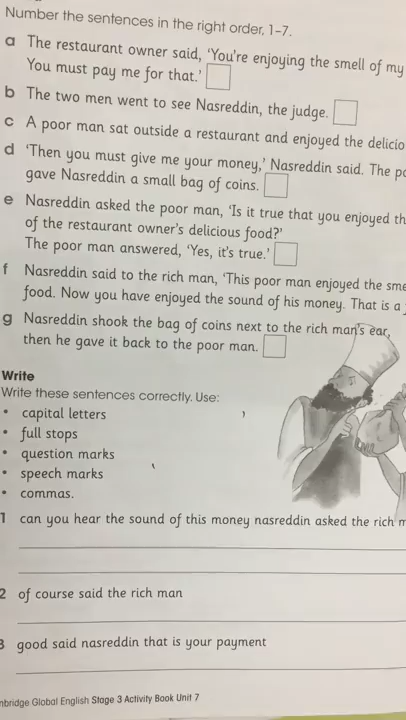 Number the sentences in the right order, 1–7.
a The restaurant owner said, ‘You're enjoying the smell of my
You must pay me for that.’
b The two men went to see Nasreddin, the judge.
c A poor man sat outside a restaurant and enjoyed the
d ‘Then you must give me your money,’ Nasreddin said. The
gave Nasreddin a small bag of coins.
e Nasreddin asked the poor man, ‘Is it true that you enjoyed
of the restaurant owner's delicious food?’
The poor man answered, ‘Yes, it's true.’
f Nasreddin said to the rich man, ‘This poor man enjoyed the
food. Now you have enjoyed the sound of his money. That is a
g Nasreddin shook the bag of coins next to the rich man's ear,
then he gave it back to the poor man.
Write
Write these sentences correctly. Use:
• capital letters
• full stops
• question marks
• speech marks
• commas.
1 can you hear the sound of this money nasreddin asked the rich
2 of course said the rich man
3 good said nasreddin that is your payment
Global English Stage 3 Activity Book Unit 7